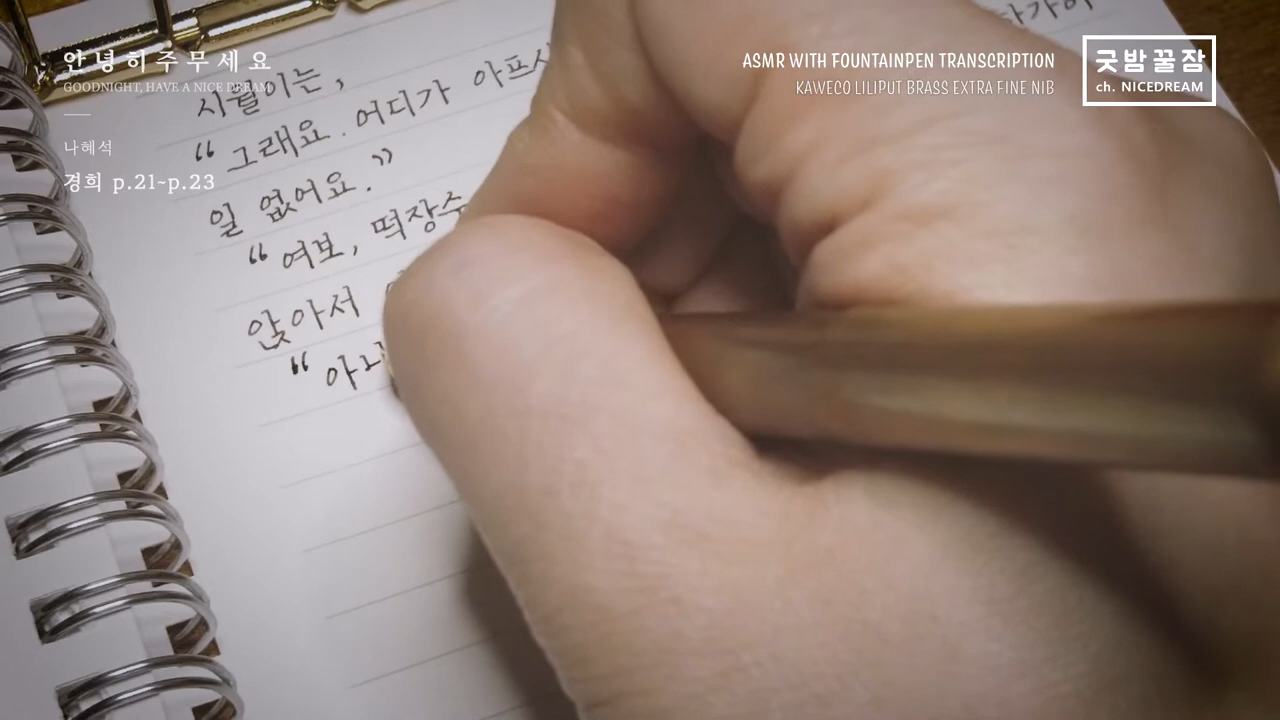 안녕히주무세요
GOODNIGHT, HAVE A NICE DREAM
나혜석
경희 p.21~p.23
ASMR WITH FOUNTAINPEN TRANSCRIPTION
KAWECO LILIPUT BRASS EXTRA FINE NIB
굿밤꿀잠
ch. NICEDREAM
시월이는,
“그래요. 어디가 아프시
일 없어요.”
“여보, 떡장수
앉아서
“아니